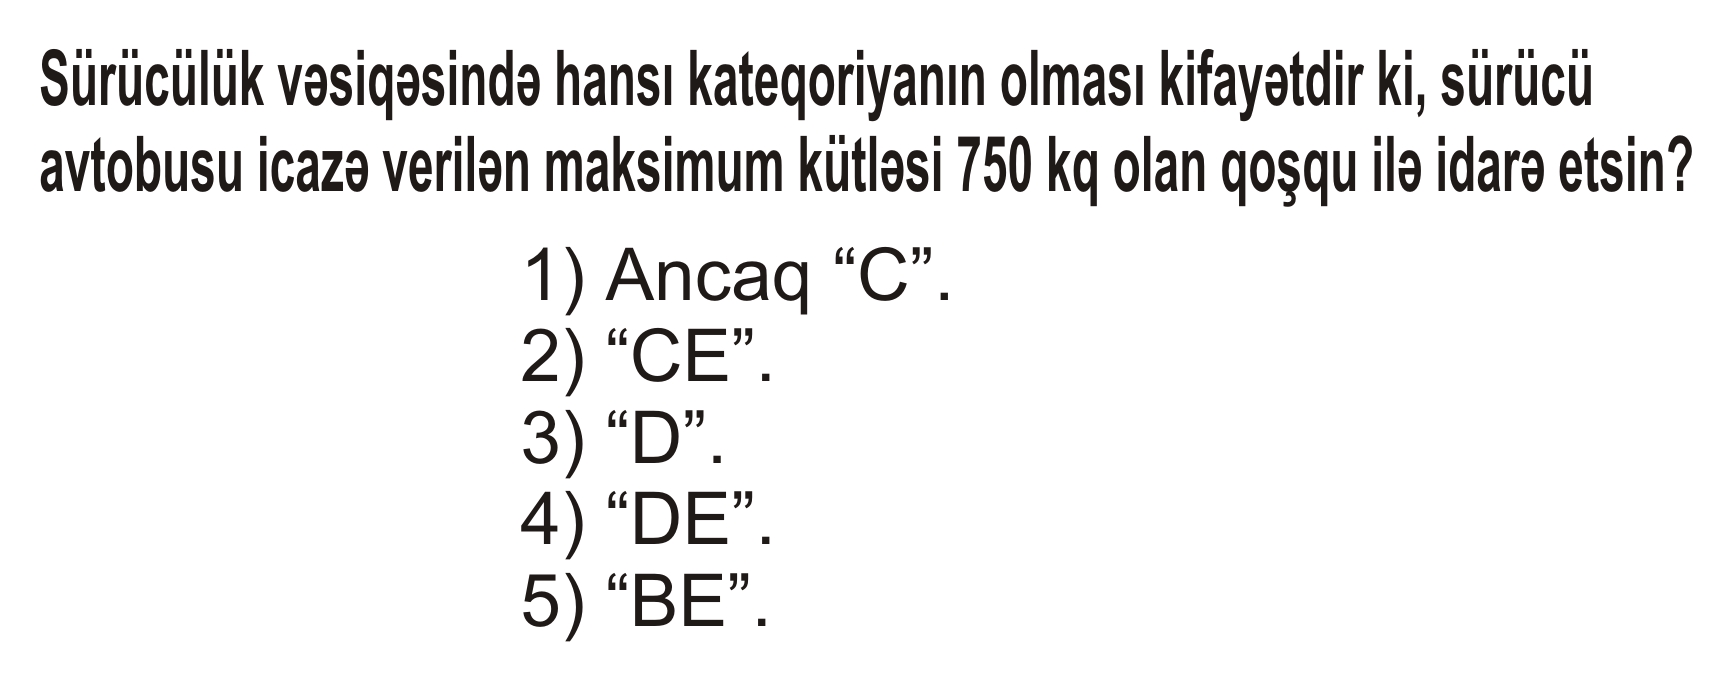 Sürücülük vəsiqəsində hansı kateqoriyanın olması kifayətdir ki, sürücü
avtobusu icazə verilən maksimum kütləsi 750 kq olan qoşqu ilə idarə etsin?
1) Ancaq “C”.
2) “CE”.
3) “D”.
4) “DE”.
5) “BE”.